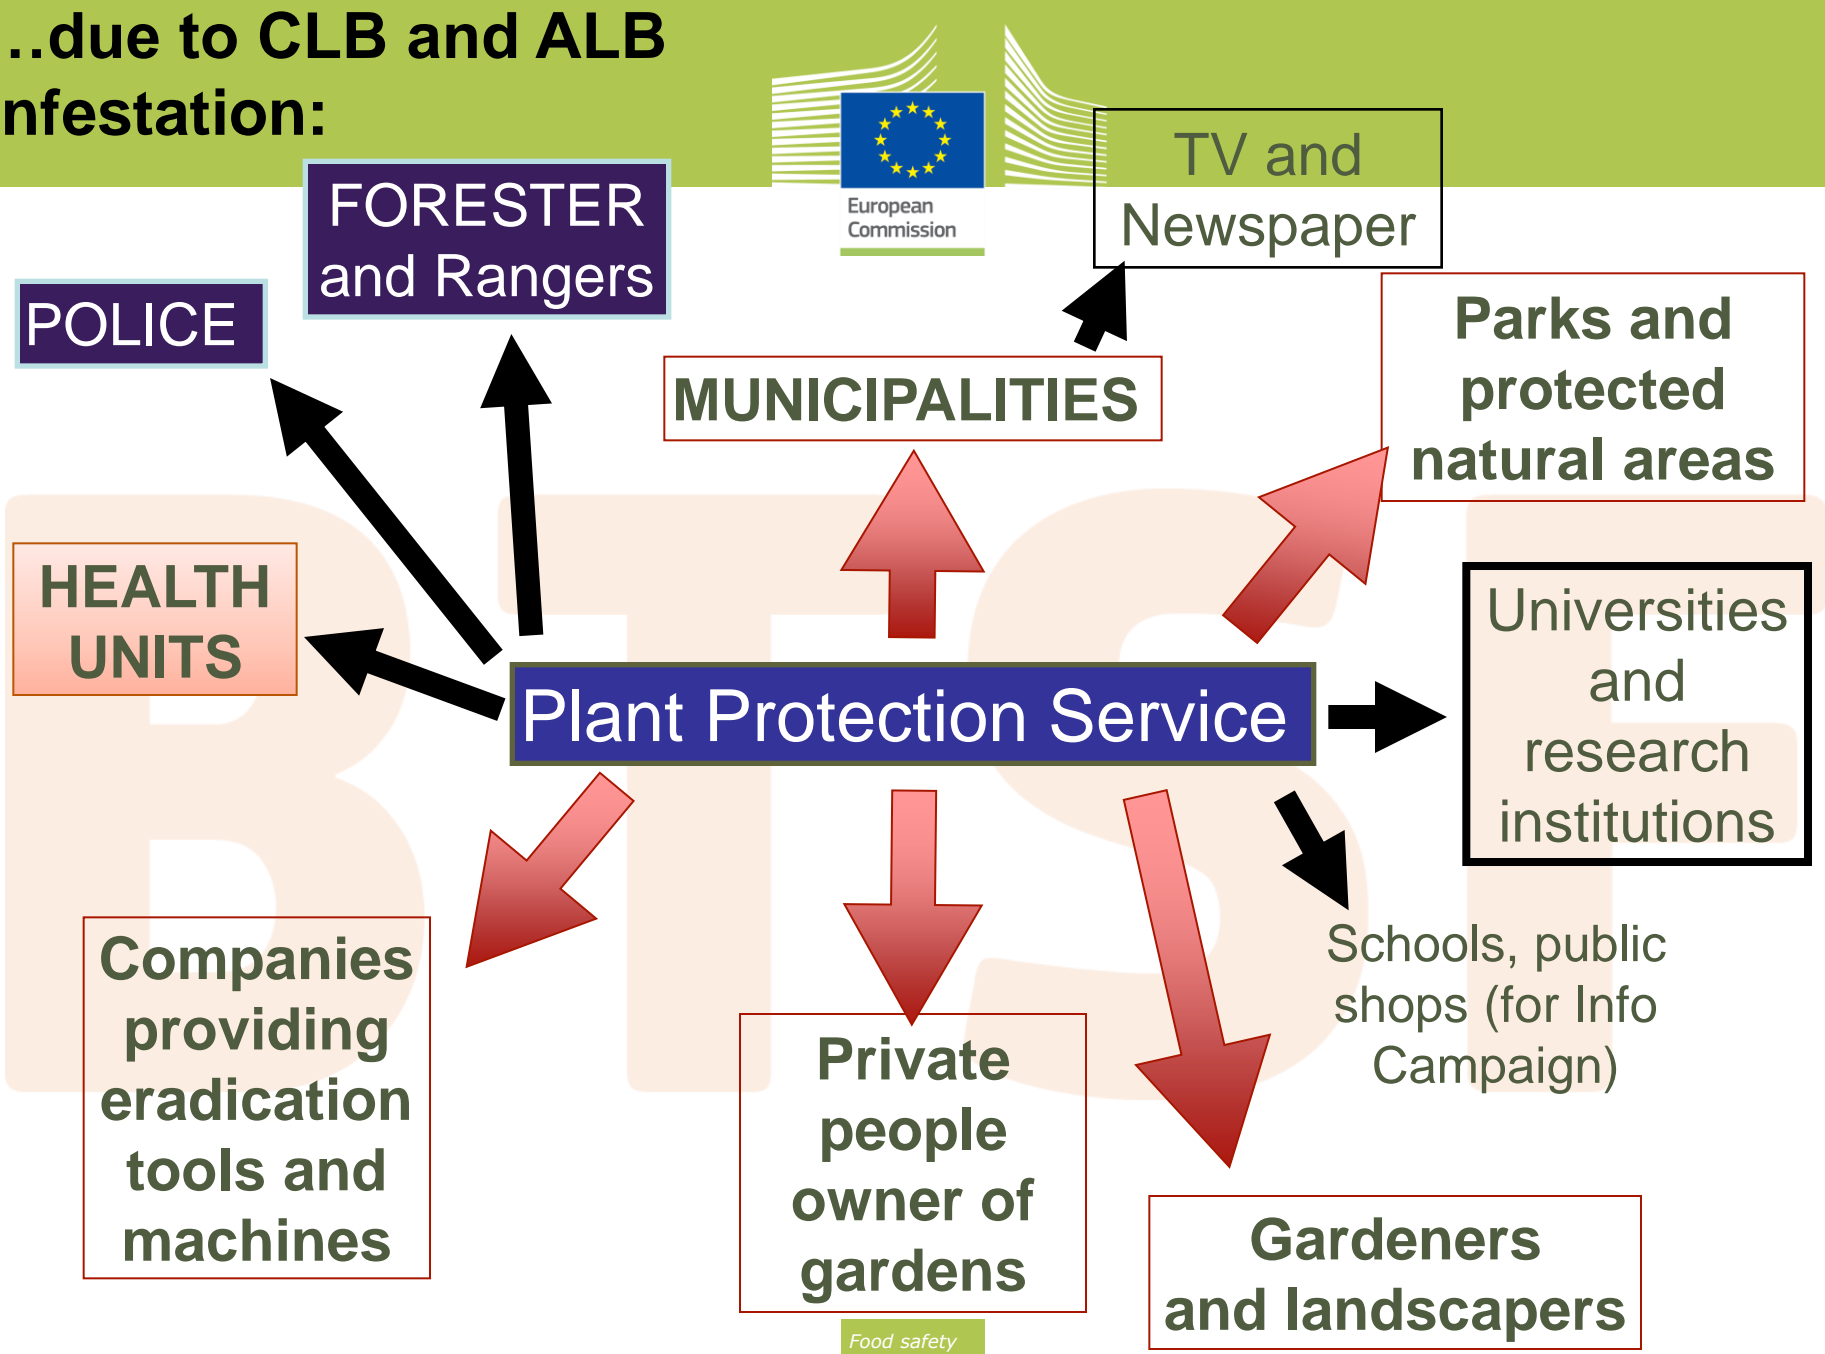 …due to CLB and ALB
nfestation:
FORESTER
and Rangers
POLICE
European
Commission
TV and
Newspaper
MUNICIPALITIES
Parks and
protected
natural areas
HEALTH
UNITS
Plant Protection Service
Universities
and
research
institutions
Companies
providing
eradication
tools and
machines
Private
people
owner of
gardens
Schools, public
shops (for Info
Campaign)
Gardeners
and landscapers
Food safety
BTSF